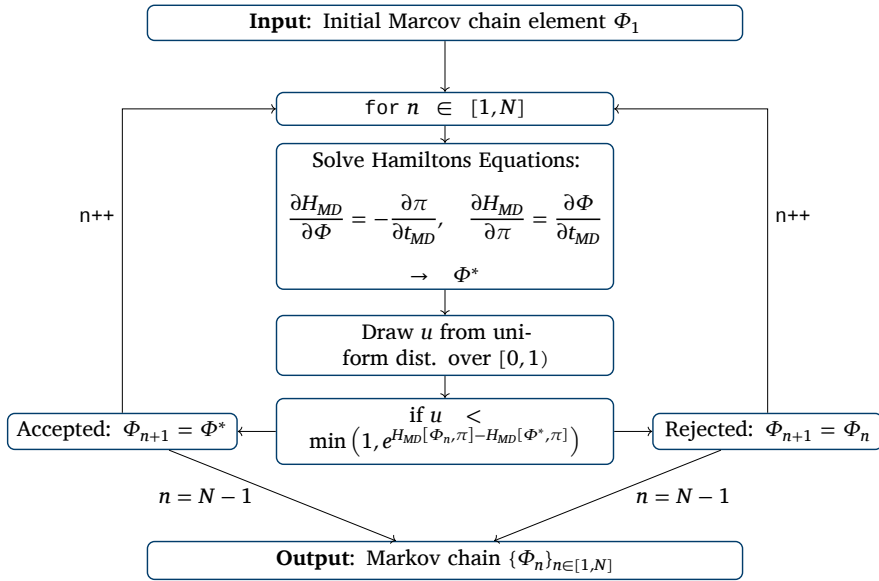 Input: Initial Marcov chain element Φ₁
for n ∈ [1, N]
Solve Hamiltons Equations:
∂H_MD/∂Φ = −∂π/∂t_MD, ∂H_MD/∂π = ∂Φ/∂t_MD
→ Φ*
n++
n++
Draw u from uni-
form dist. over [0, 1)
if u <
min (1, e^{H_MD[Φ_n,π]−H_MD[Φ*,π]})
Accepted: Φ_{n+1} = Φ*
Rejected: Φ_{n+1} = Φ_n
n = N − 1
n = N − 1
Output: Markov chain {Φ_n}_{n∈[1,N]}